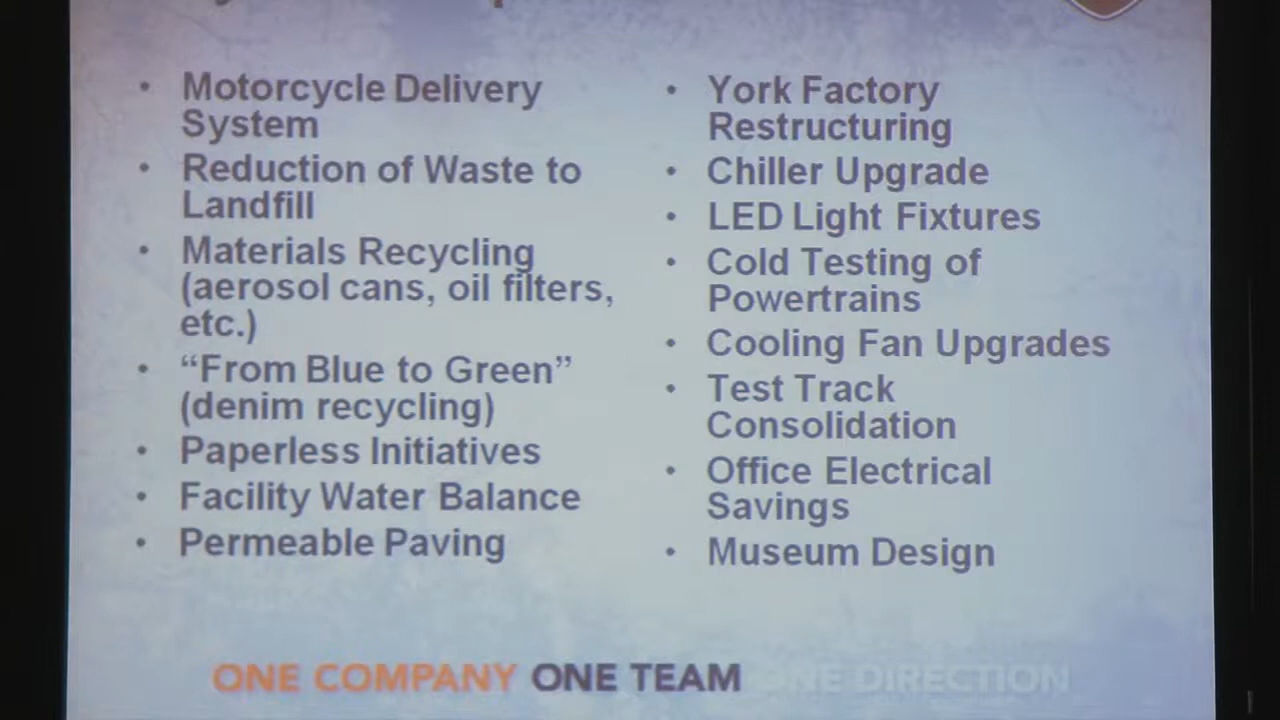 • Motorcycle Delivery
System
• Reduction of Waste to
Landfill
• Materials Recycling
(aerosol cans, oil filters,
etc.)
• “From Blue to Green”
(denim recycling)
• Paperless Initiatives
• Facility Water Balance
• Permeable Paving
• York Factory
Restructuring
• Chiller Upgrade
• LED Light Fixtures
• Cold Testing of
Powertrains
• Cooling Fan Upgrades
• Test Track
Consolidation
• Office Electrical
Savings
• Museum Design
ONE COMPANY ONE TEAM ONE DIRECTION